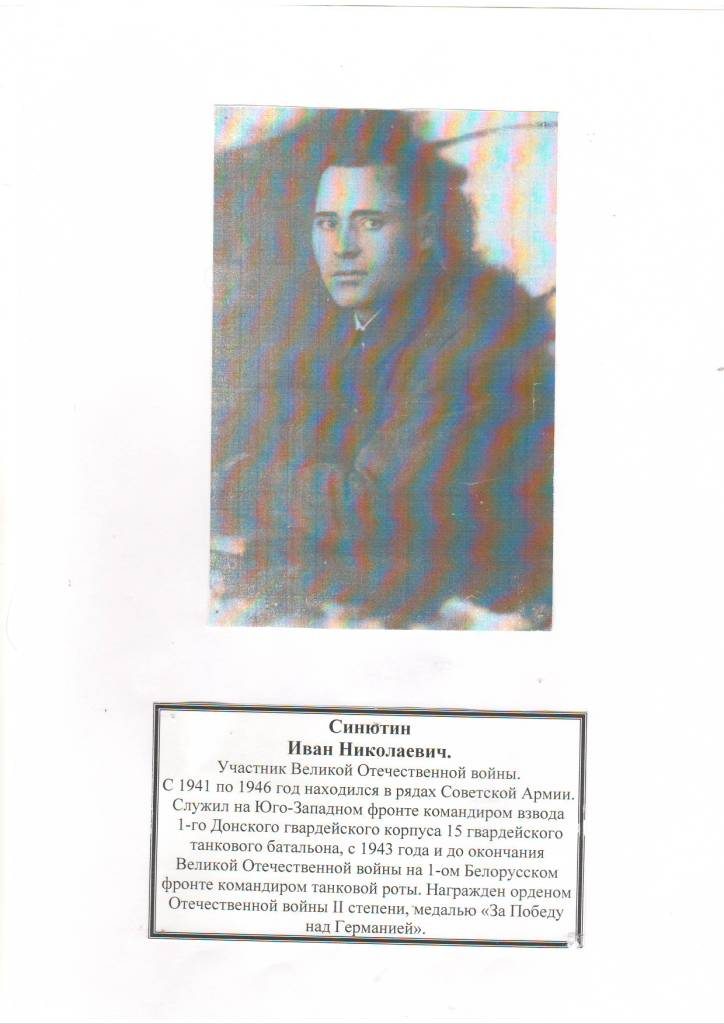 Синютин
Иван Николаевич.
Участник Великой Отечественной войны.
С 1941 по 1946 год находился в рядах Советской Армии.
Служил на Юго-Западном фронте командиром взвода
1-го Донского гвардейского корпуса 15 гвардейского
танкового батальона, с 1943 года и до окончания
Великой Отечественной войны на 1-ом Белорусском
фронте командиром танковой роты. Награжден орденом
Отечественной войны II степени, медалью «За Победу
над Германией».